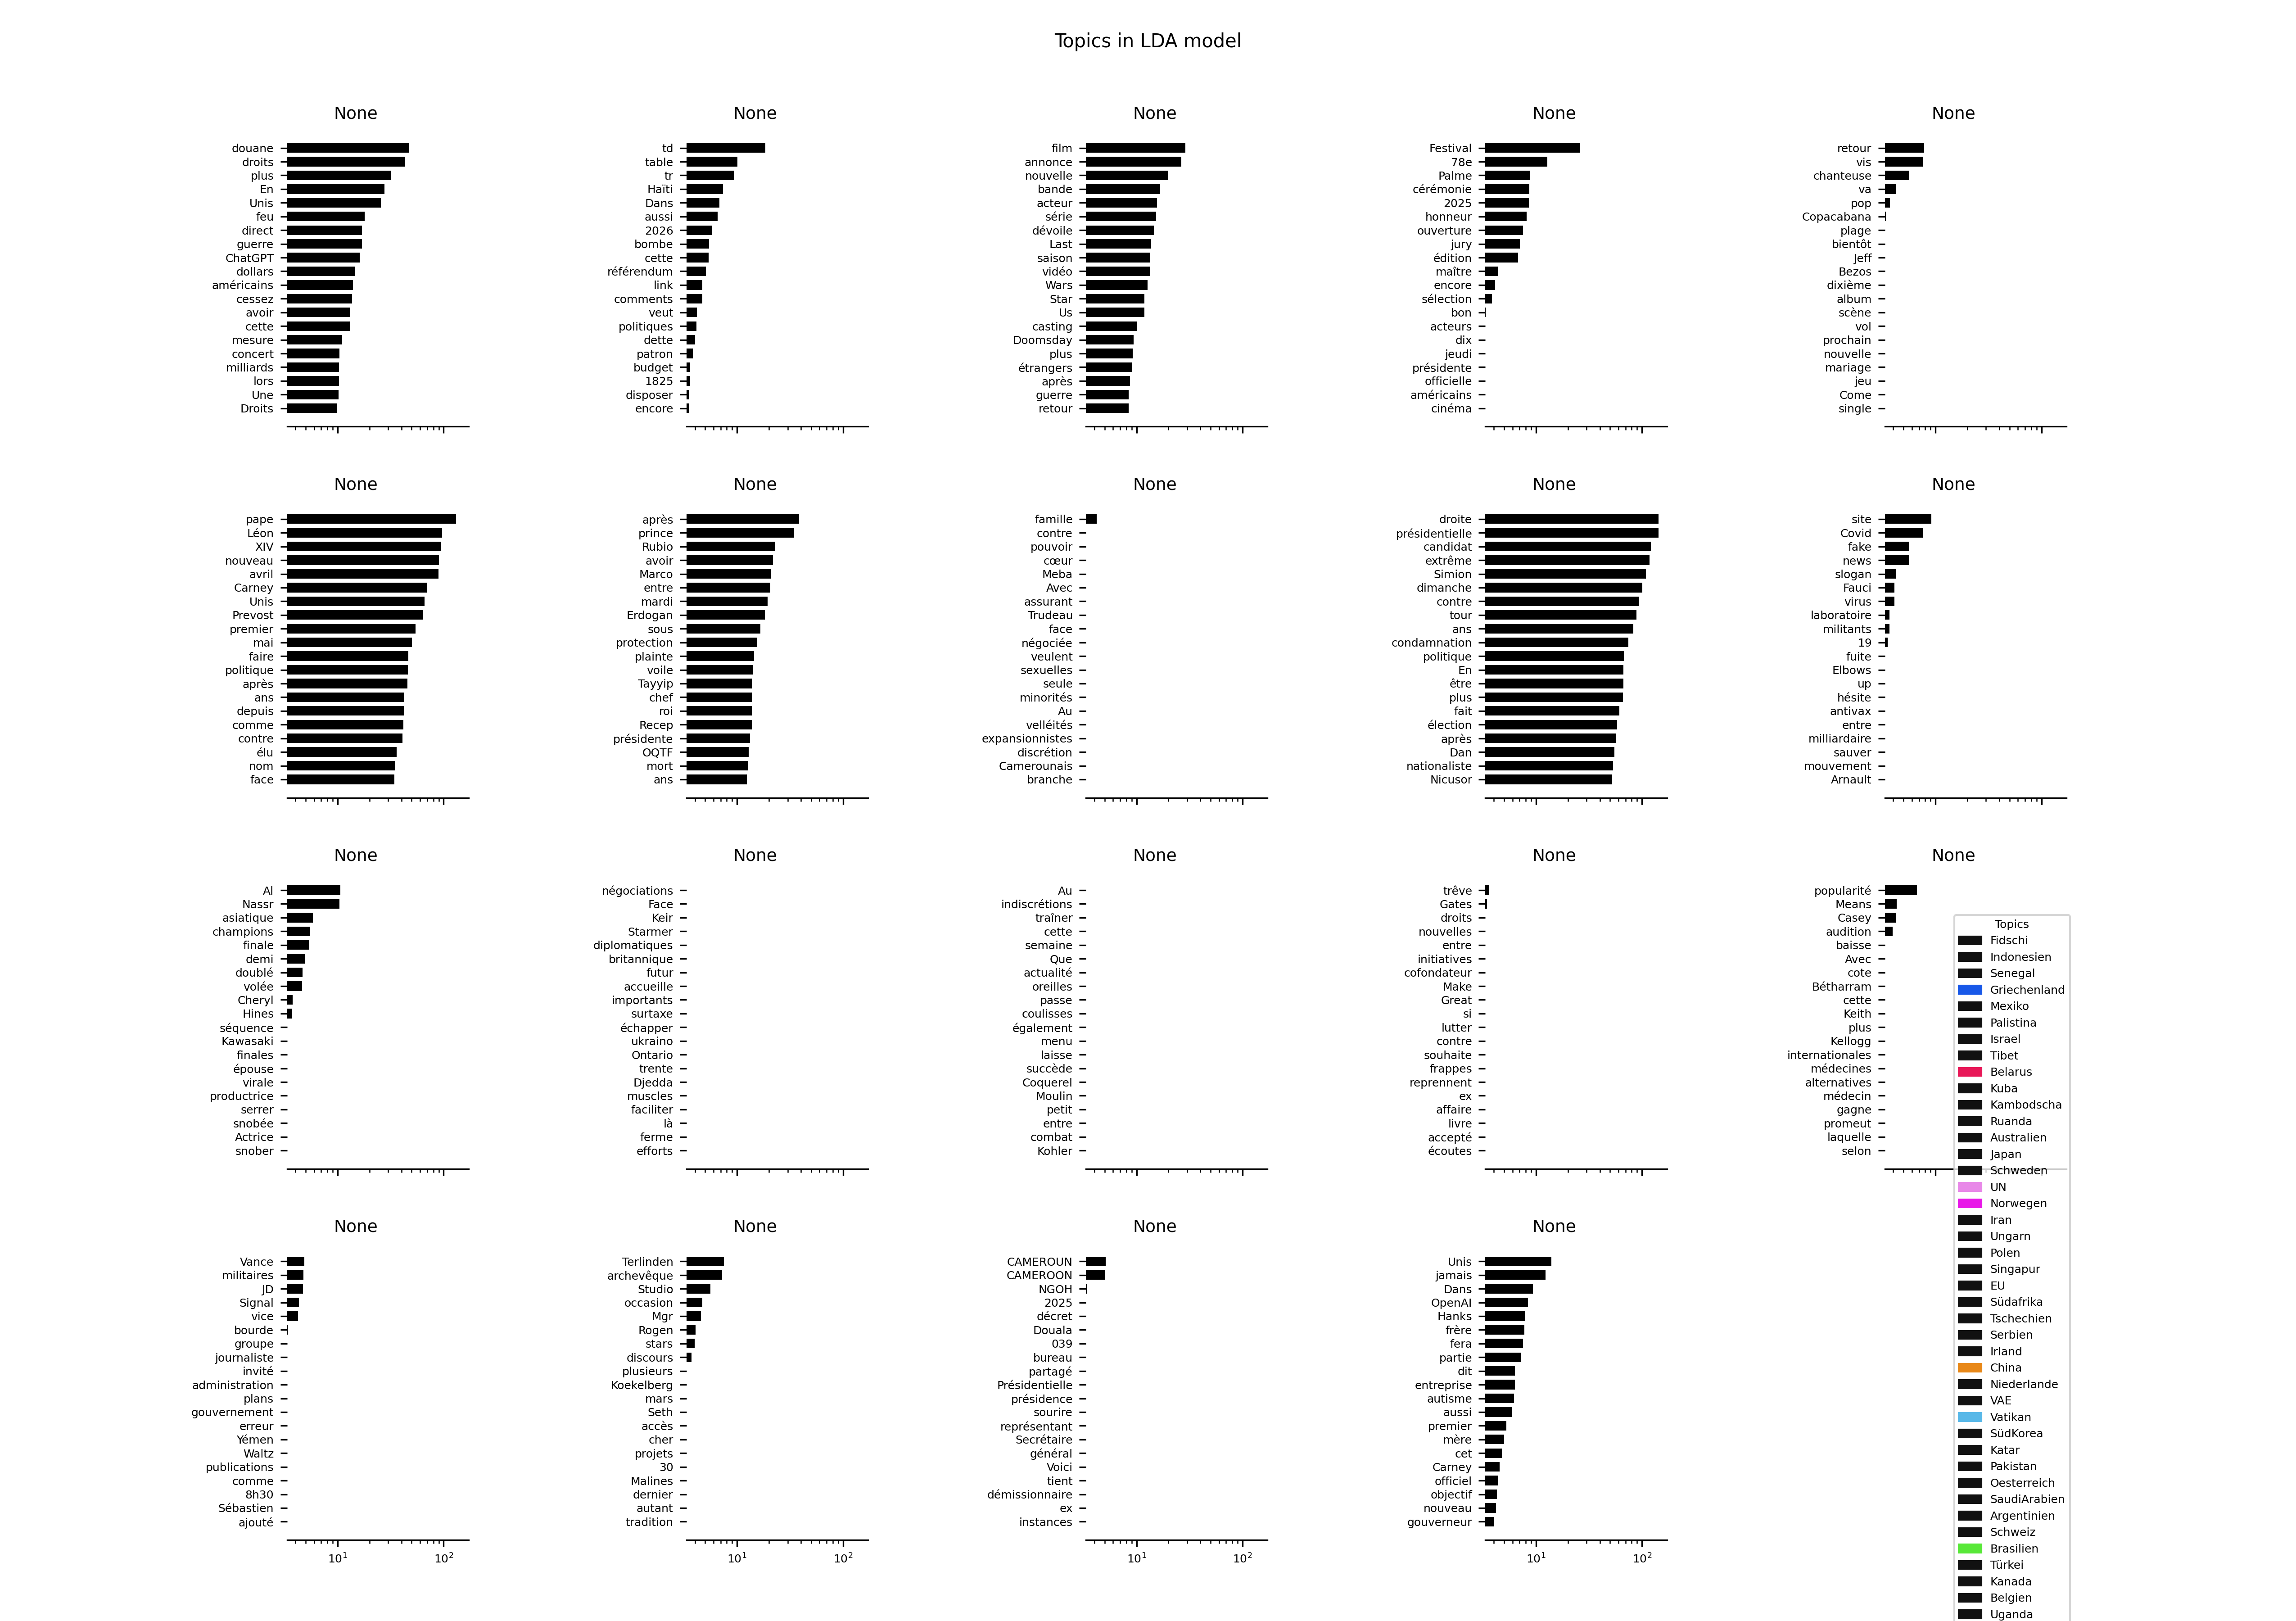 Topics in LDA model
None
douane
droits
plus
En
Unis
feu
direct
guerre
ChatGPT
dollars
américains
cessez
avoir
cette
mesure
concert
milliards
lors
Une
Droits
None
td
table
tr
Haïti
Dans
aussi
2026
bombe
cette
référendum
link
comments
veut
politiques
dette
patron
budget
1825
disposer
encore
None
film
annonce
nouvelle
bande
acteur
série
dévoile
Last
saison
vidéo
Wars
Star
Us
casting
Doomsday
plus
étrangers
après
guerre
retour
None
Festival
78e
Palme
cérémonie
2025
honneur
ouverture
jury
édition
maître
encore
sélection
bon
acteurs
dix
jeudi
présidente
officielle
américains
cinéma
None
retour
vis
chanteuse
va
pop
Copacabana
plage
bientôt
Jeff
Bezos
dixième
album
scène
vol
prochain
nouvelle
mariage
jeu
Come
single
None
pape
Léon
XIV
nouveau
avril
Carney
Unis
Prevost
premier
mai
faire
politique
après
ans
depuis
comme
contre
élu
nom
face
None
après
prince
Rubio
avoir
Marco
entre
mardi
Erdogan
sous
protection
plainte
voile
Tayyip
chef
roi
Recep
présidente
OQTF
mort
ans
None
famille
contre
pouvoir
cœur
Meba
Avec
assurant
Trudeau
face
négociée
veulent
sexuelles
seule
minorités
Au
velléités
expansionnistes
discrétion
Camerounais
branche
None
droite
présidentielle
candidat
extrême
Simion
dimanche
contre
tour
ans
condamnation
politique
En
être
plus
fait
élection
après
Dan
nationaliste
Nicusor
None
site
Covid
fake
news
slogan
Fauci
virus
laboratoire
militants
19
fuite
Elbows
up
hésite
antivax
entre
milliardaire
sauver
mouvement
Arnault
None
Al
Nassr
asiatique
champions
finale
demi
doublé
volée
Cheryl
Hines
séquence
Kawasaki
finales
épouse
virale
productrice
serrer
snobée
Actrice
snober
None
négociations
Face
Keir
Starmer
diplomatiques
britannique
futur
accueille
importants
surtaxe
échapper
ukraino
Ontario
trente
Djedda
muscles
faciliter
là
ferme
efforts
None
Au
indiscrétions
traîner
cette
semaine
Que
actualité
oreilles
passe
coulisses
également
menu
laisse
succède
Coquerel
Moulin
petit
entre
combat
Kohler
None
trêve
Gates
droits
nouvelles
entre
initiatives
cofondateur
Make
Great
si
lutter
contre
souhaite
frappes
reprennent
ex
affaire
livre
accepté
écoutes
None
popularité
Means
Casey
audition
baisse
Avec
cote
Bétharram
cette
Keith
plus
Kellogg
internationales
médecines
alternatives
médecin
gagne
promeut
laquelle
selon
None
Vance
militaires
JD
Signal
vice
bourde
groupe
journaliste
invité
administration
plans
gouvernement
erreur
Yémen
Waltz
publications
comme
8h30
Sébastien
ajouté
10¹
10²
None
Terlinden
archevêque
Studio
occasion
Mgr
Rogen
stars
discours
plusieurs
Koekelberg
mars
Seth
accès
cher
projets
30
Malines
dernier
autant
tradition
10¹
10²
None
CAMEROUN
CAMEROON
NGOH
2025
décret
Douala
039
bureau
partagé
Présidentielle
présidence
sourire
représentant
Secrétaire
général
Voici
tient
démissionnaire
ex
instances
10¹
10²
None
Unis
jamais
Dans
OpenAI
Hanks
frère
fera
partie
dit
entreprise
autisme
aussi
premier
mère
cet
Carney
officiel
objectif
nouveau
gouverneur
10¹
10²
Topics
Fidschi
Indonesien
Senegal
Griechenland
Mexiko
Palistina
Israel
Tibet
Belarus
Kuba
Kambodscha
Ruanda
Australien
Japan
Schweden
UN
Norwegen
Iran
Ungarn
Polen
Singapur
EU
Südafrika
Tschechien
Serbien
Irland
China
Niederlande
VAE
Vatikan
SüdKorea
Katar
Pakistan
Oesterreich
SaudiArabien
Argentinien
Schweiz
Brasilien
Türkei
Kanada
Belgien
Uganda